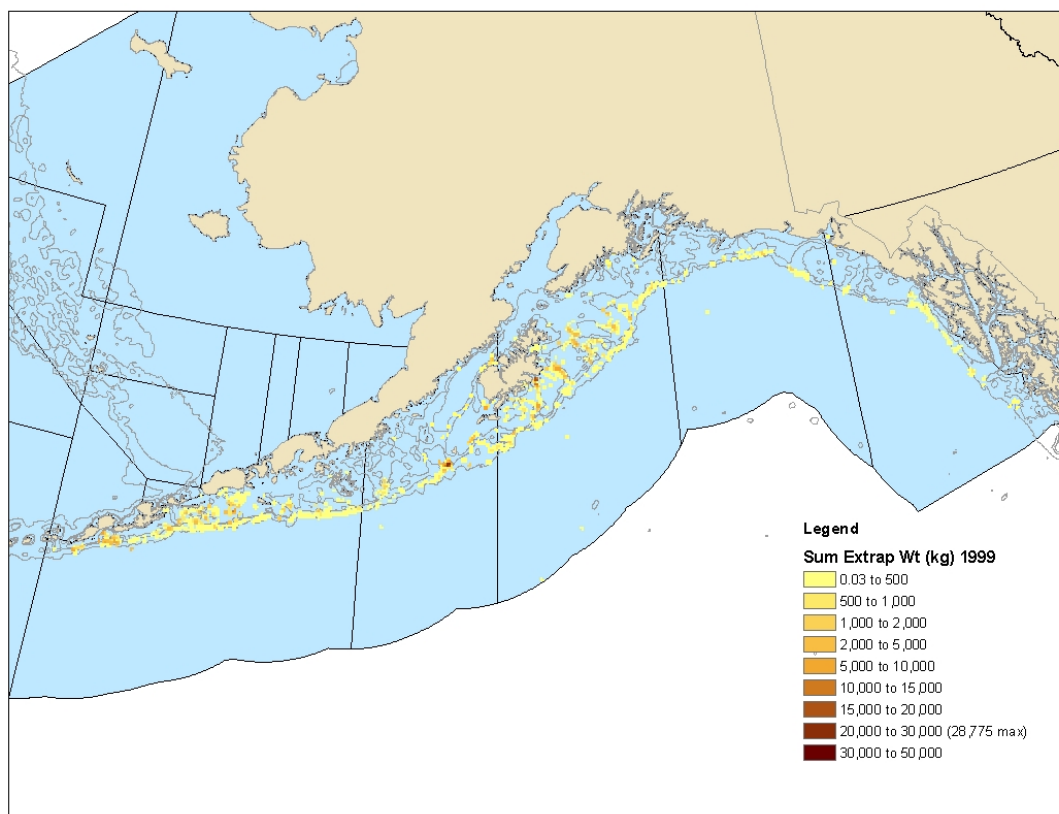 Legend
Sum Extrap Wt (kg) 1999
0.03 to 500
500 to 1,000
1,000 to 2,000
2,000 to 5,000
5,000 to 10,000
10,000 to 15,000
15,000 to 20,000
20,000 to 30,000 (28,775 max)
30,000 to 50,000